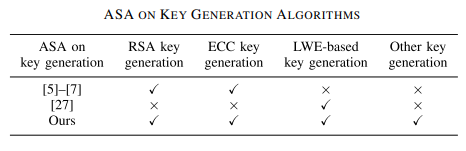 ASA ON KEY GENERATION ALGORITHMS
ASA on RSA key ECC key LWE-based Other key
key generation generation generation key generation generation
[5]–[7] ✓ ✓ × ×
[27] × × ✓ ×
Ours ✓ ✓ ✓ ✓